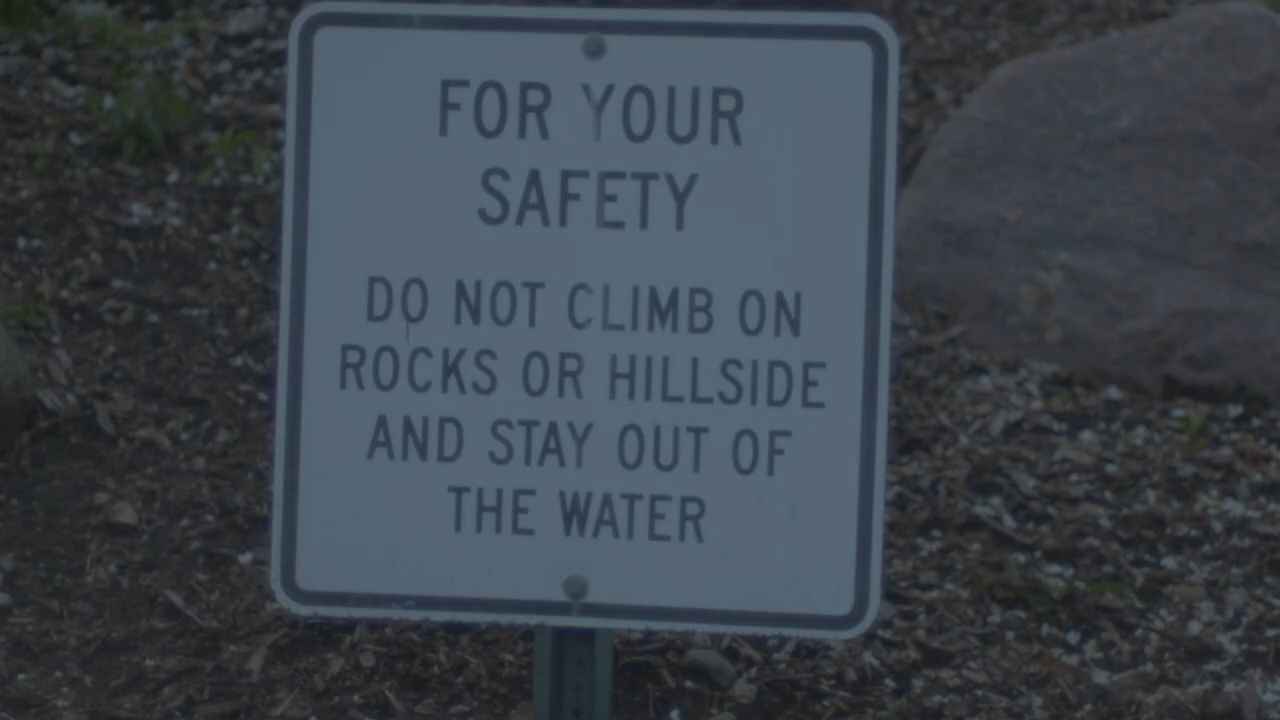 FOR YOUR
SAFETY
DO NOT CLIMB ON
ROCKS OR HILLSIDE
AND STAY OUT OF
THE WATER